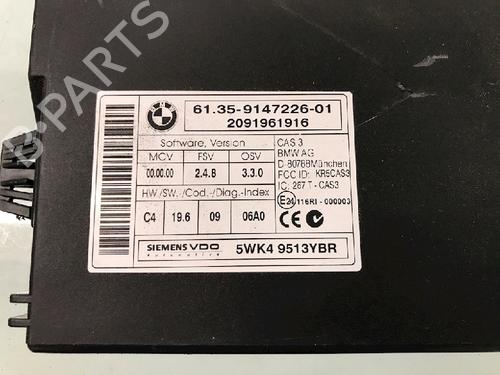 BMW
61.35-9147226-01
2091961916
Software, Version
MCV FSV OSV
00.00.00 2.4.8 3.3.0
HW./SW./Cod./Diag.-Index
C4 19.6 09 06A0
CAS 3
BMW AG
D 80788 München
FCC ID: KR5CAS3
IC: 267 T - CAS3
E24 116RI - 000003
SIEMENS VDO
Automotive
5WK4 9513YBR
CE
B-PARTS